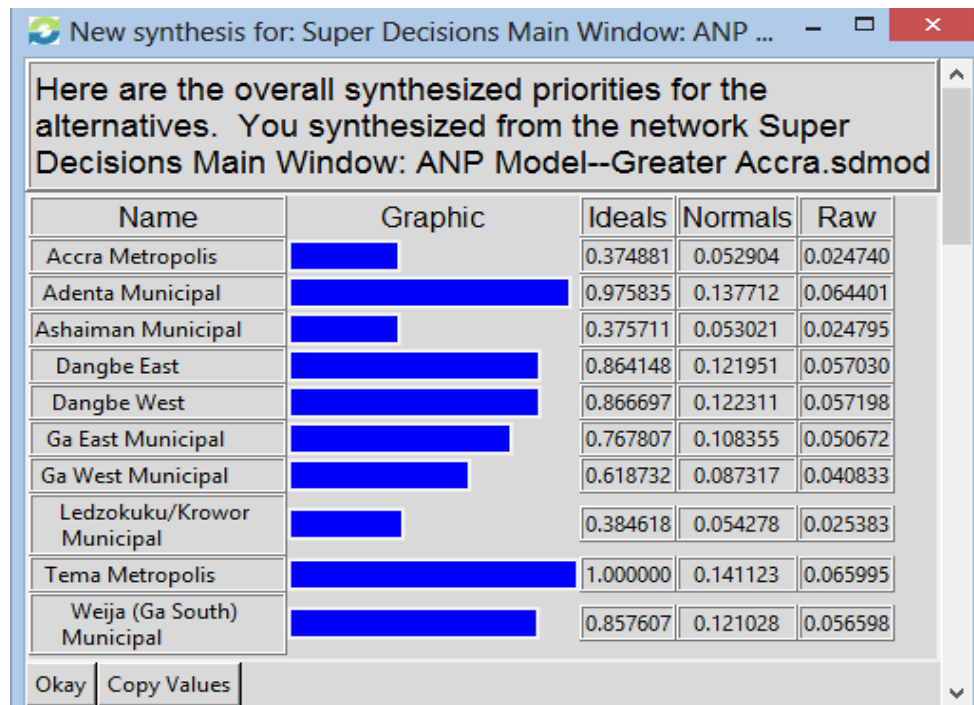 New synthesis for: Super Decisions Main Window: ANP ...
Here are the overall synthesized priorities for the
alternatives. You synthesized from the network Super
Decisions Main Window: ANP Model--Greater Accra.sdmod
Name Graphic Ideals Normals Raw
Accra Metropolis 0.374881 0.052904 0.024740
Adenta Municipal 0.975835 0.137712 0.064401
Ashaiman Municipal 0.375711 0.053021 0.024795
Dangbe East 0.864148 0.121951 0.057030
Dangbe West 0.866697 0.122311 0.057198
Ga East Municipal 0.767807 0.108355 0.050672
Ga West Municipal 0.618732 0.087317 0.040833
Ledzokuku/Krowor
Municipal 0.384618 0.054278 0.025383
Tema Metropolis 1.000000 0.141123 0.065995
Weija (Ga South)
Municipal 0.857607 0.121028 0.056598
Okay Copy Values